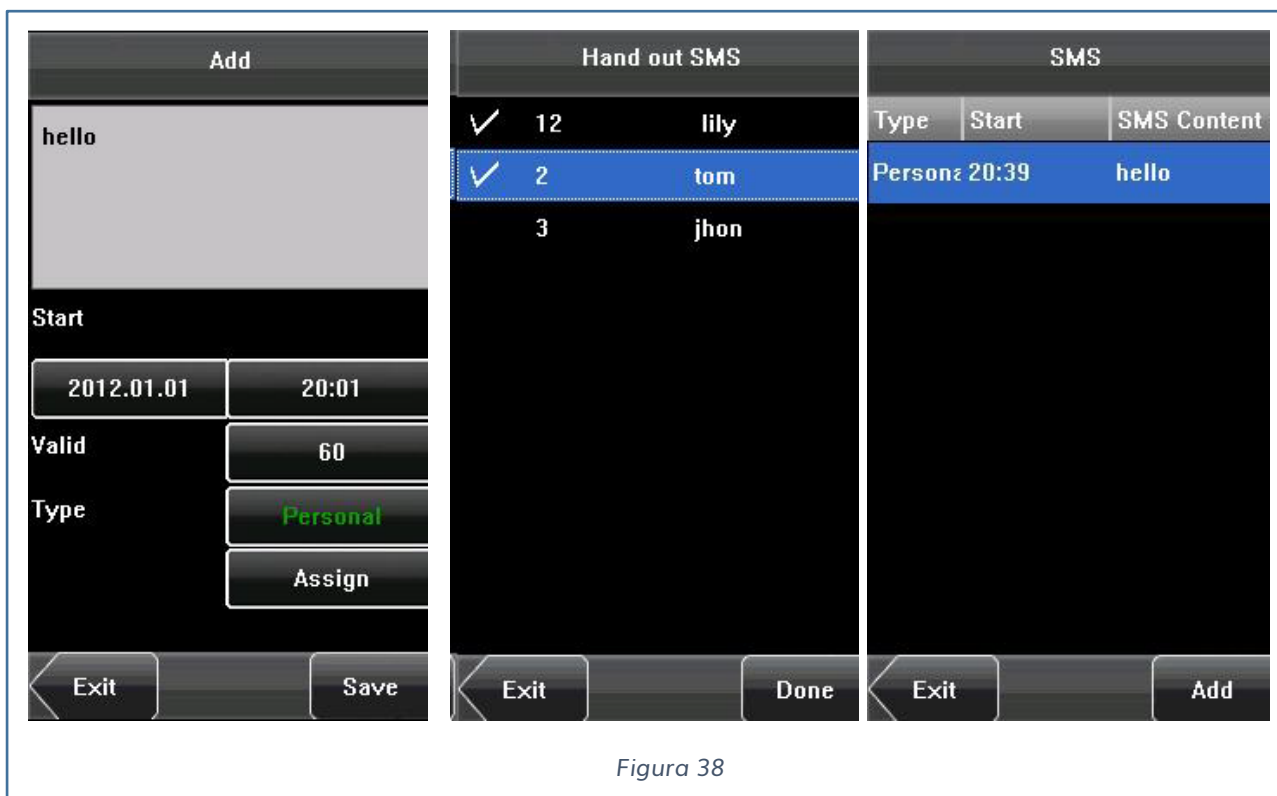 Add
hello
Start
2012.01.01 20:01
Valid 60
Type Personal
Assign
Exit Save
Hand out SMS
12 lily
2 tom
3 jhon
Exit Done
SMS
Type Start SMS Content
Persona 20:39 hello
Exit Add
Figura 38